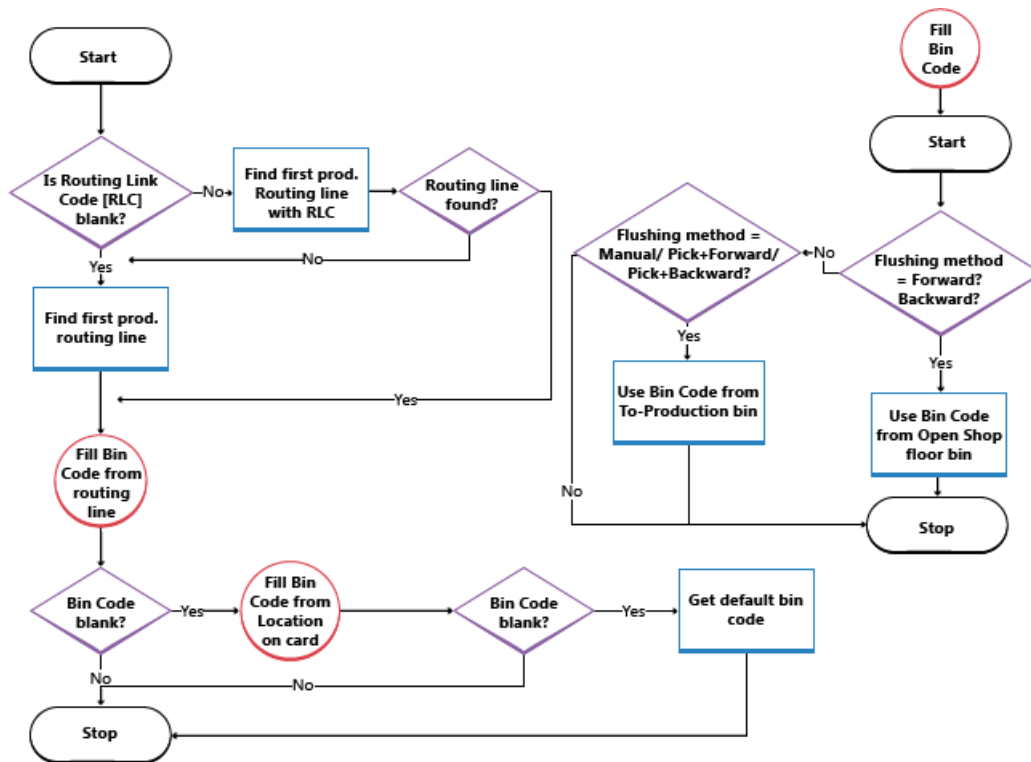 Start
Is Routing Link
Code [RLC]
blank?
No
Find first prod.
Routing line
with RLC
Routing line
found?
No
Yes
Find first prod.
routing line
Yes
Fill Bin
Code from
routing
line
Bin Code
blank?
Yes
Fill Bin
Code from
Location
on card
Bin Code
blank?
Yes
Get default bin
code
No
No
Stop
Fill
Bin
Code
Start
Flushing method
= Forward?
Backward?
No
Flushing method =
Manual/ Pick+Forward/
Pick+Backward?
Yes
Use Bin Code from
To-Production bin
Yes
Use Bin Code
from Open Shop
floor bin
No
Stop